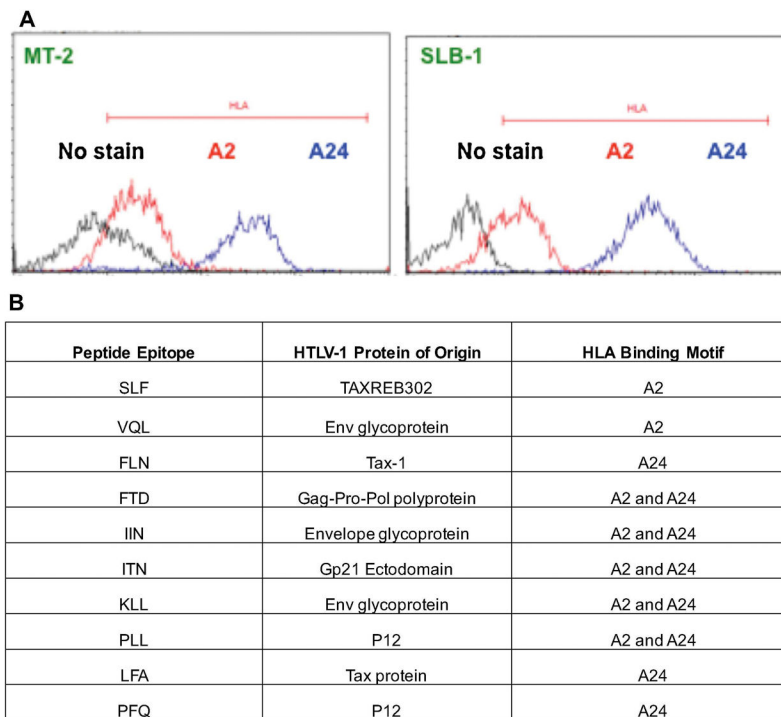 A
MT-2
HLA
No stain A2 A24
SLB-1
HLA
No stain A2 A24
B
Peptide Epitope HTLV-1 Protein of Origin HLA Binding Motif
SLF TAXREB302 A2
VQL Env glycoprotein A2
FLN Tax-1 A24
FTD Gag-Pro-Pol polyprotein A2 and A24
IIN Envelope glycoprotein A2 and A24
ITN Gp21 Ectodomain A2 and A24
KLL Env glycoprotein A2 and A24
PLL P12 A2 and A24
LFA Tax protein A24
PFQ P12 A24